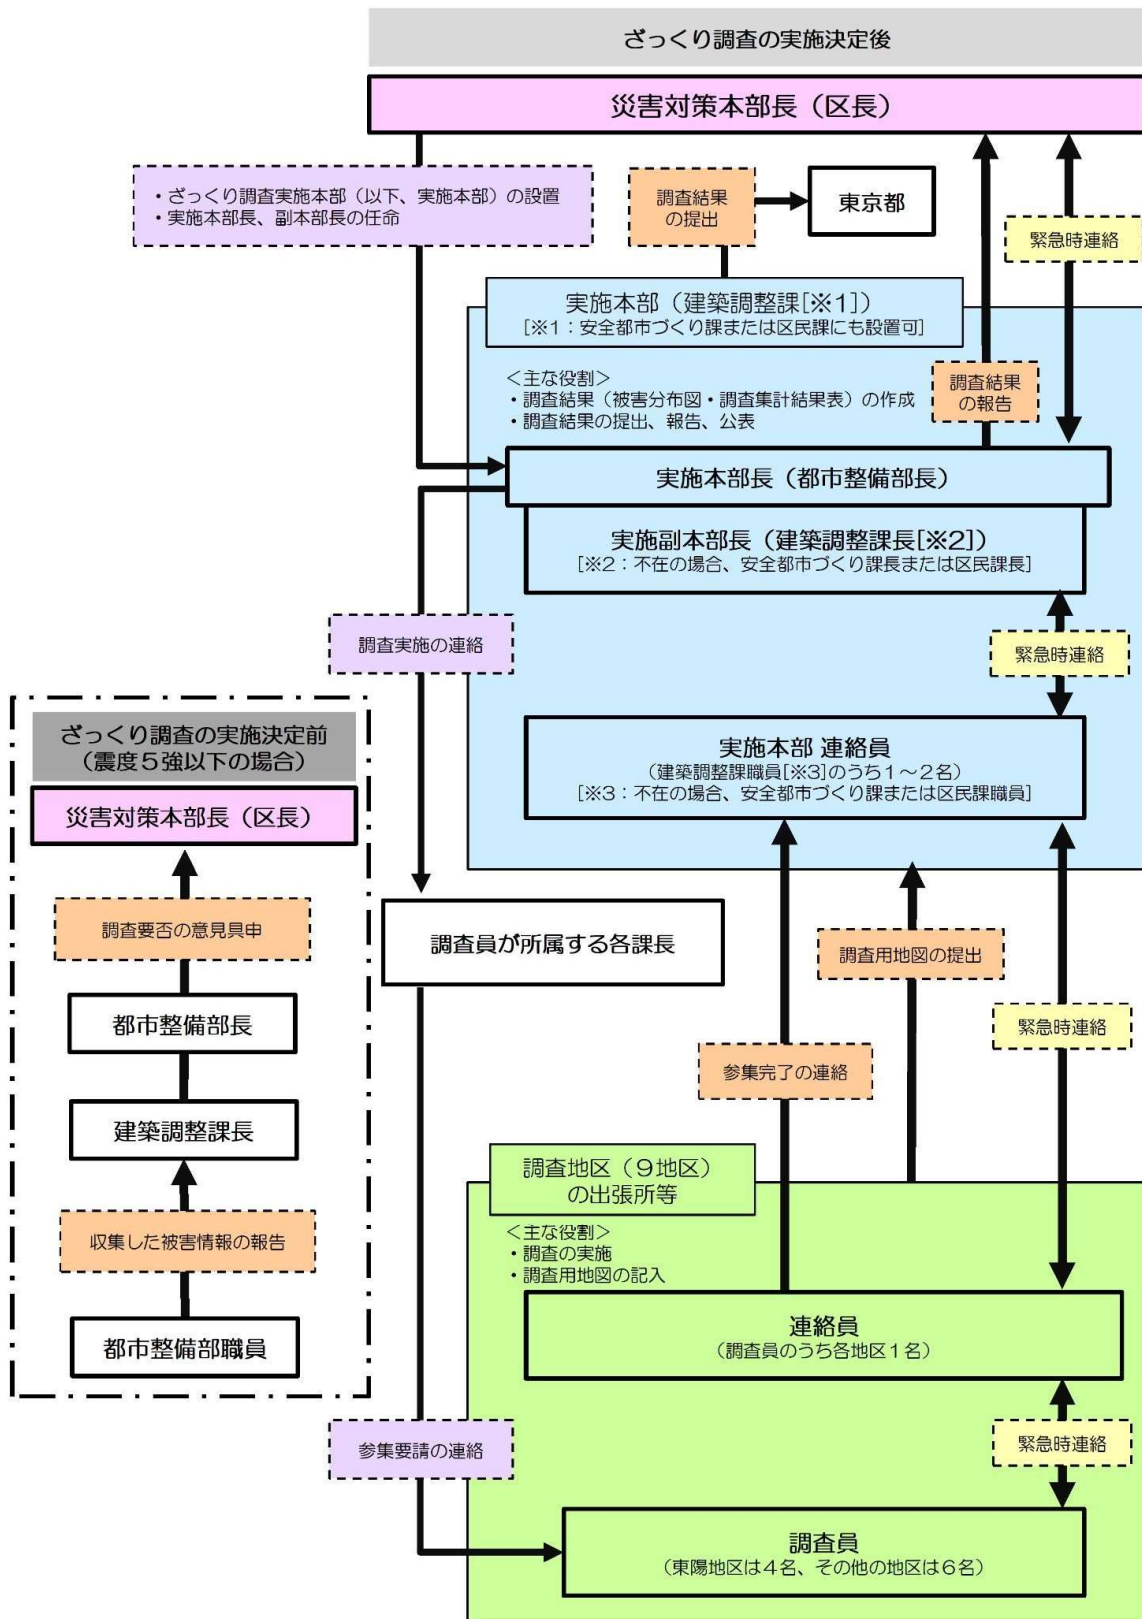 ざっくり調査の実施決定後
災害対策本部長（区長）
・ざっくり調査実施本部（以下、実施本部）の設置
・実施本部長、副本部長の任命
調査結果
の提出
東京都
緊急時連絡
実施本部（建築調整課[※1]）
[※1：安全都市づくり課または区民課にも設置可]
＜主な役割＞
・調査結果（被害分布図・調査集計結果表）の作成
・調査結果の提出、報告、公表
調査結果
の報告
実施本部長（都市整備部長）
実施副本部長（建築調整課長[※2]）
[※2：不在の場合、安全都市づくり課長または区民課長]
調査実施の連絡
緊急時連絡
実施本部 連絡員
（建築調整課職員[※3]のうち１～２名）
[※3：不在の場合、安全都市づくり課または区民課職員]
ざっくり調査の実施決定前
（震度５強以下の場合）
災害対策本部長（区長）
調査要否の意見具申
都市整備部長
建築調整課長
収集した被害情報の報告
都市整備部職員
調査員が所属する各課長
調査用地図の提出
緊急時連絡
参集完了の連絡
調査地区（９地区）
の出張所等
＜主な役割＞
・調査の実施
・調査用地図の記入
連絡員
（調査員のうち各地区１名）
参集要請の連絡
緊急時連絡
調査員
（東陽地区は４名、その他の地区は６名）